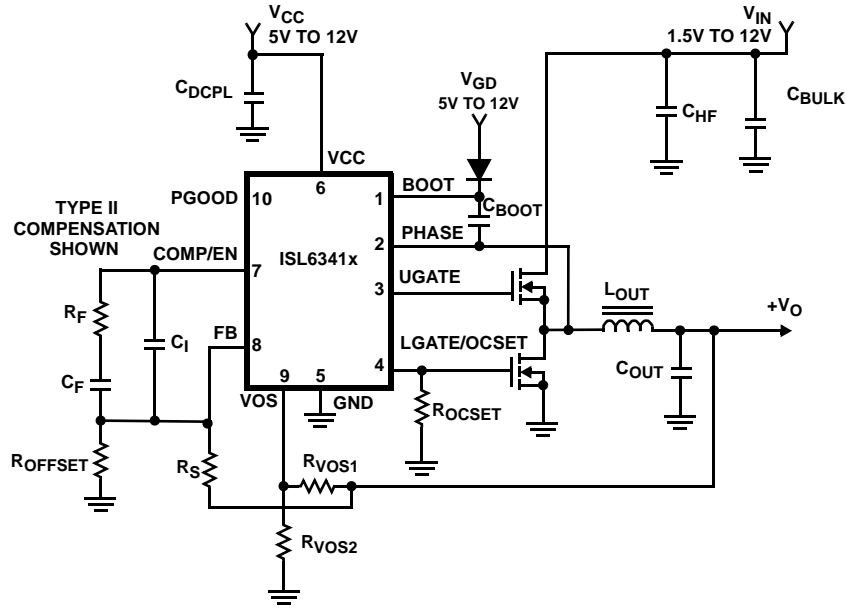 VCC
5V TO 12V
VIN
1.5V TO 12V
CDCPL
VGD
5V TO 12V
CHF
CBULK
VCC
6
BOOT
1
CBOOT
PGOOD
10
TYPE II
COMPENSATION
SHOWN
PHASE
2
ISL6341x
COMP/EN
7
UGATE
3
LOUT
+VO
RF
CI
FB
8
LGATE/OCSET
4
COUT
CF
9
5
VOS
GND
ROCSET
ROFFSET
RS
RVOS1
RVOS2